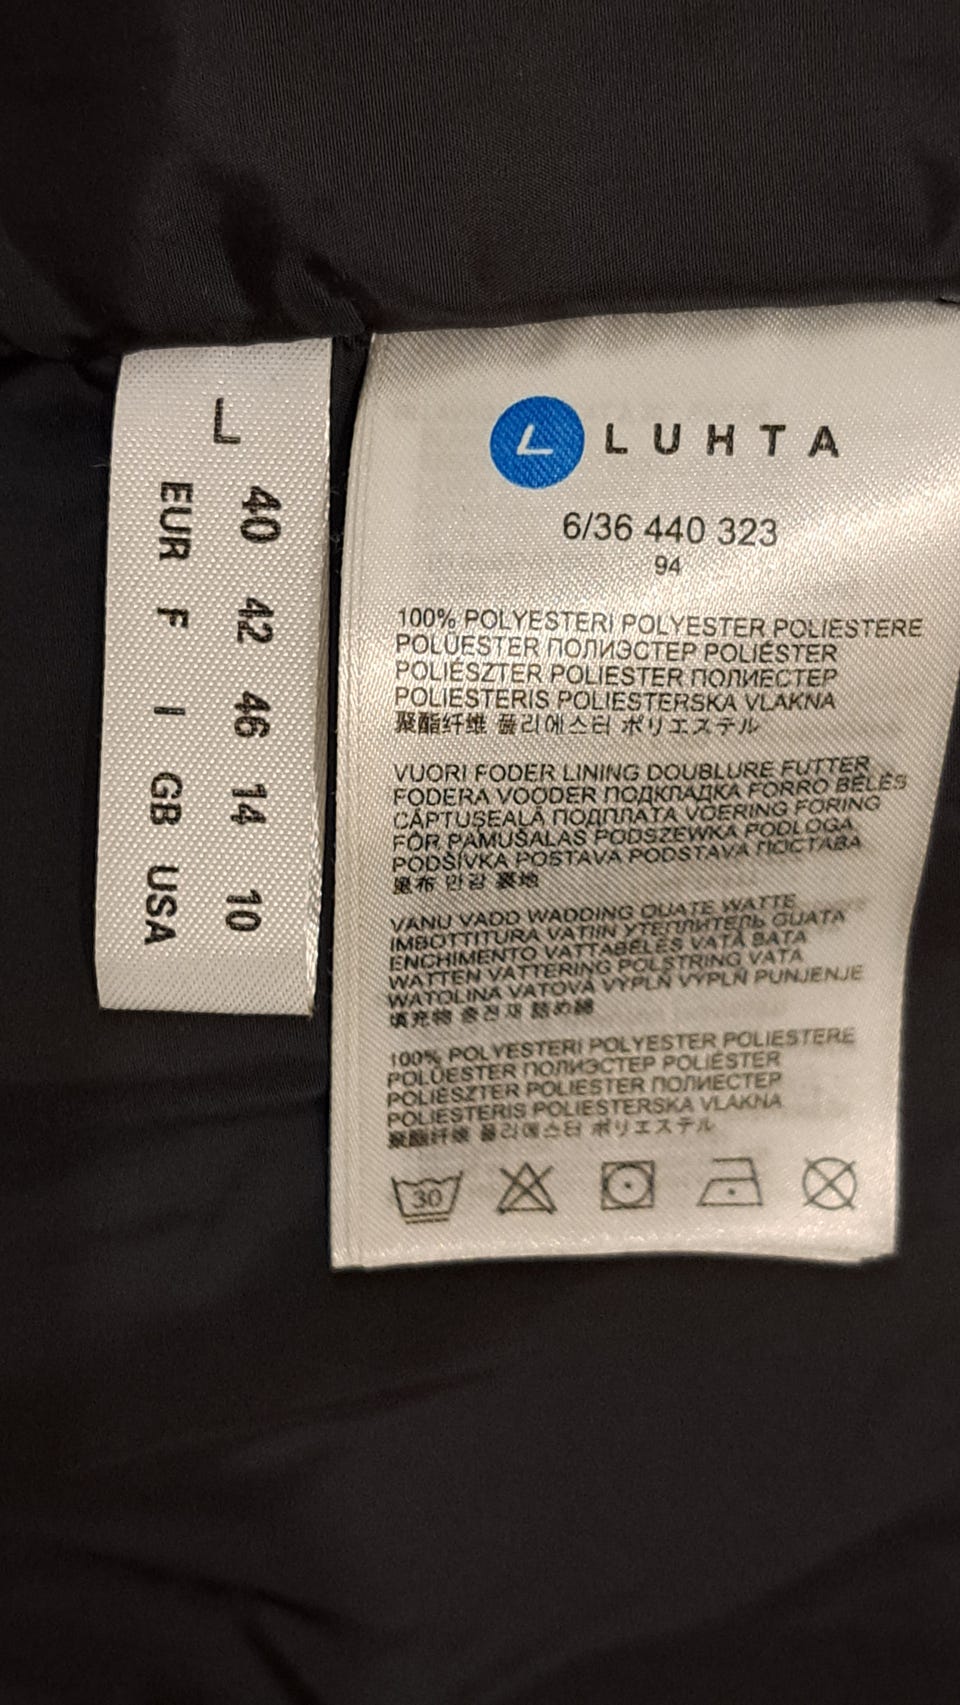 L
40 42 46 14 10
EUR F I GB USA
LUHTA
6/36 440 323
94
100% POLYESTERI POLYESTER POLIESTERE
POLÜESTER ПОЛИЭСТЕР POLIÉSTER
POLIÉSZTER POLIESTER ПОЛИЕСТЕР
POLIESTERIS POLIESTERSKA VLAKNA
聚酯纤维 폴리에스터 ポリエステル
VUORI FODER LINING DOUBLURE FUTTER
FODERA VOODER ПОДКЛАДКА FORRO BÉLÉS
CĂPTUŞEALĂ ПОДПЛАТА VOERING FORING
FÔR PAMUŠALAS PODSZEWKA PODLOGA
PODŠÍVKA POSTAVA PODSTAVA ПОСТАВА
里布 안감 裏地
VANU VADD WADDING OUATE WATTE
IMBOTTITURA VATIIN УТЕПЛИТЕЛЬ GUATA
ENCHIMENTO VATTABÉLÉS VATĂ ВАТА
WATTEN VATTERING POLSTRING VATA
WATOLINA VATOVÁ VÝPLŇ VÝPLŇ PUNJENJE
填充物 충전재 詰め綿
100% POLYESTERI POLYESTER POLIESTERE
POLÜESTER ПОЛИЭСТЕР POLIÉSTER
POLIÉSZTER POLIESTER ПОЛИЕСТЕР
POLIESTERIS POLIESTERSKA VLAKNA
聚酯纤维 폴리에스터 ポリエステル
30